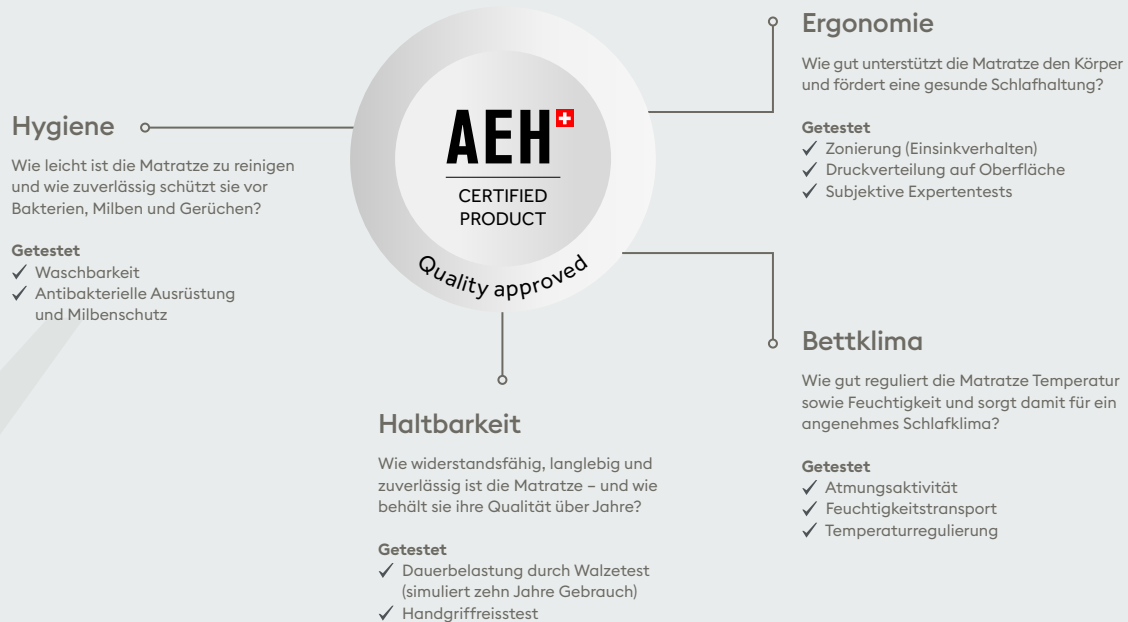 AEH
CERTIFIED
PRODUCT
Quality approved
Hygiene
Wie leicht ist die Matratze zu reinigen
und wie zuverlässig schützt sie vor
Bakterien, Milben und Gerüchen?
Getestet
✓ Waschbarkeit
✓ Antibakterielle Ausrüstung
und Milbenschutz
Ergonomie
Wie gut unterstützt die Matratze den Körper
und fördert eine gesunde Schlafhaltung?
Getestet
✓ Zonierung (Einsinkverhalten)
✓ Druckverteilung auf Oberfläche
✓ Subjektive Expertentests
Haltbarkeit
Wie widerstandsfähig, langlebig und
zuverlässig ist die Matratze – und wie
behält sie ihre Qualität über Jahre?
Getestet
✓ Dauerbelastung durch Walzetest
(simuliert zehn Jahre Gebrauch)
✓ Handgriffreisstest
Bettklima
Wie gut reguliert die Matratze Temperatur
sowie Feuchtigkeit und sorgt damit für ein
angenehmes Schlafklima?
Getestet
✓ Atmungsaktivität
✓ Feuchtigkeitstransport
✓ Temperaturregulierung